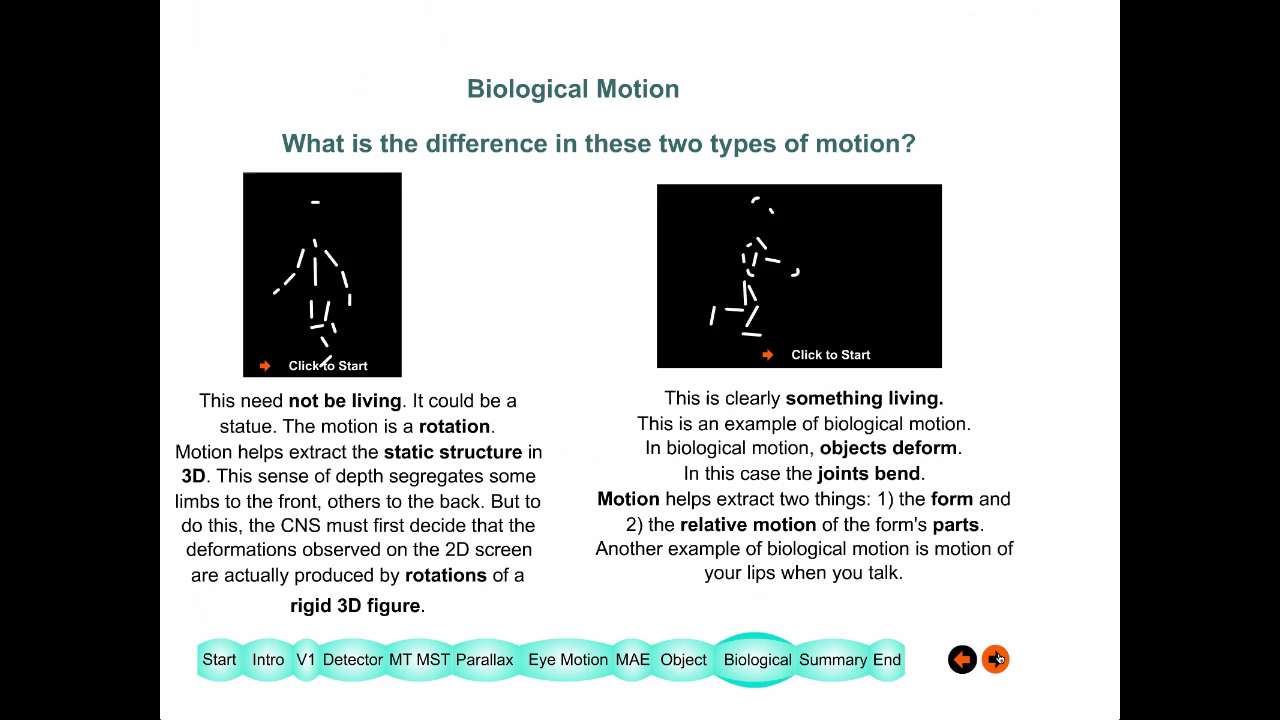 Biological Motion
What is the difference in these two types of motion?
Click to Start
This need not be living. It could be a
statue. The motion is a rotation.
Motion helps extract the static structure in
3D. This sense of depth segregates some
limbs to the front, others to the back. But to
do this, the CNS must first decide that the
deformations observed on the 2D screen
are actually produced by rotations of a
rigid 3D figure.
Click to Start
This is clearly something living.
This is an example of biological motion.
In biological motion, objects deform.
In this case the joints bend.
Motion helps extract two things: 1) the form and
2) the relative motion of the form's parts.
Another example of biological motion is motion of
your lips when you talk.
Start Intro V1 Detector MT MST Parallax Eye Motion MAE Object Biological Summary End